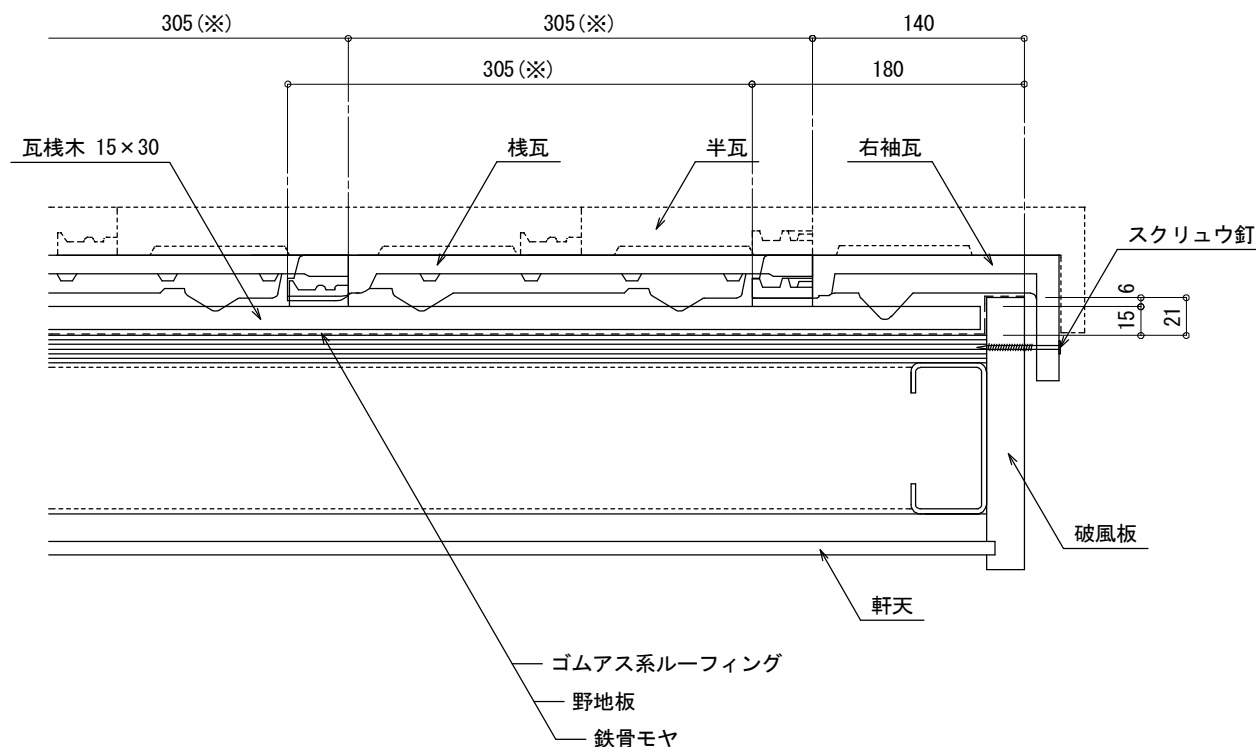 305(※)
305(※)
140
305(※)
180
瓦桟木 15×30
桟瓦
半瓦
右袖瓦
スクリュウ釘
6
15
21
破風板
軒天
ゴムアス系ルーフィング
野地板
鉄骨モヤ